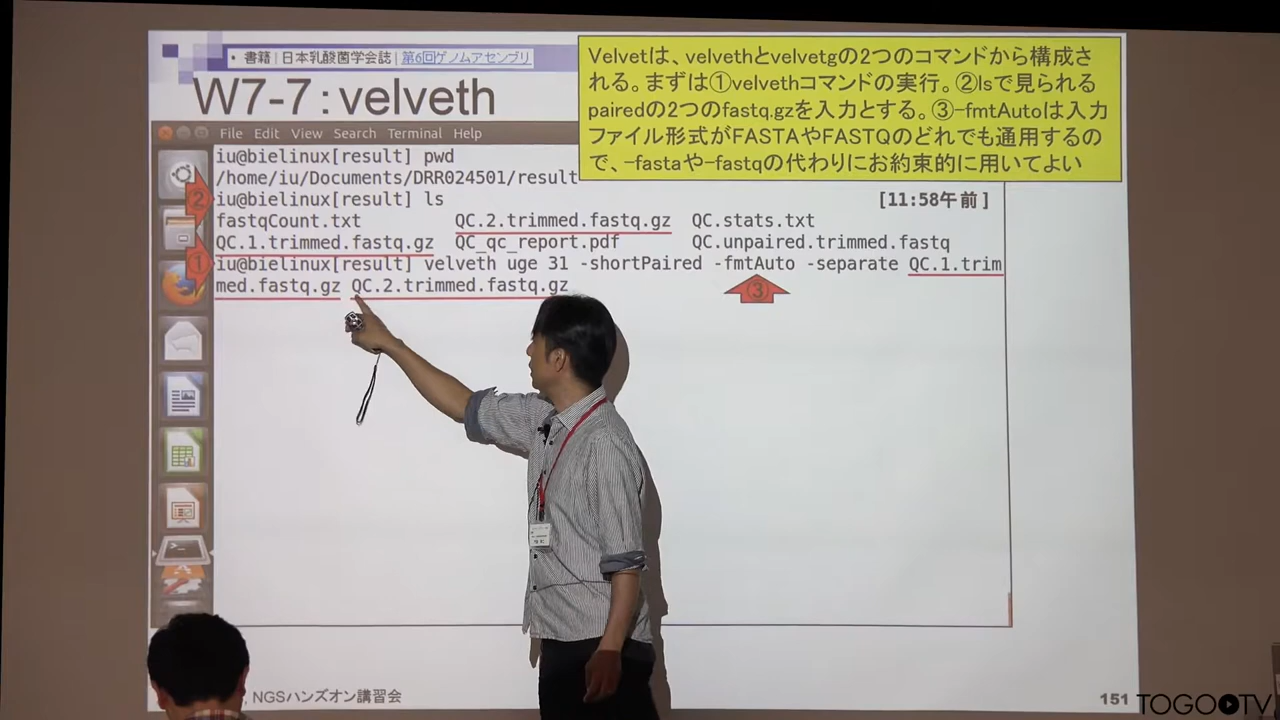 ・書籍 | 日本乳酸菌学会誌 | 第6回ゲノムアセンブリ
W7-7：velveth
Velvetは、velvethとvelvetgの2つのコマンドから構成さ
れる。まずは①velvethコマンドの実行。②lsで見られる
pairedの2つのfastq.gzを入力とする。③-fmtAutoは入力
ファイル形式がFASTAやFASTQのどれでも通用するの
で、-fastaや-fastqの代わりにお約束的に用いてよい
File Edit View Search Terminal Help
iu@bielinux[result] pwd
/home/iu/Documents/DRR024501/result
② iu@bielinux[result] ls [11:58午前]
fastqCount.txt QC.2.trimmed.fastq.gz QC.stats.txt
QC.1.trimmed.fastq.gz QC_qc_report.pdf QC.unpaired.trimmed.fastq
① iu@bielinux[result] velveth uge 31 -shortPaired -fmtAuto -separate QC.1.trim
med.fastq.gz QC.2.trimmed.fastq.gz
③
, NGSハンズオン講習会
151
TOGOTV